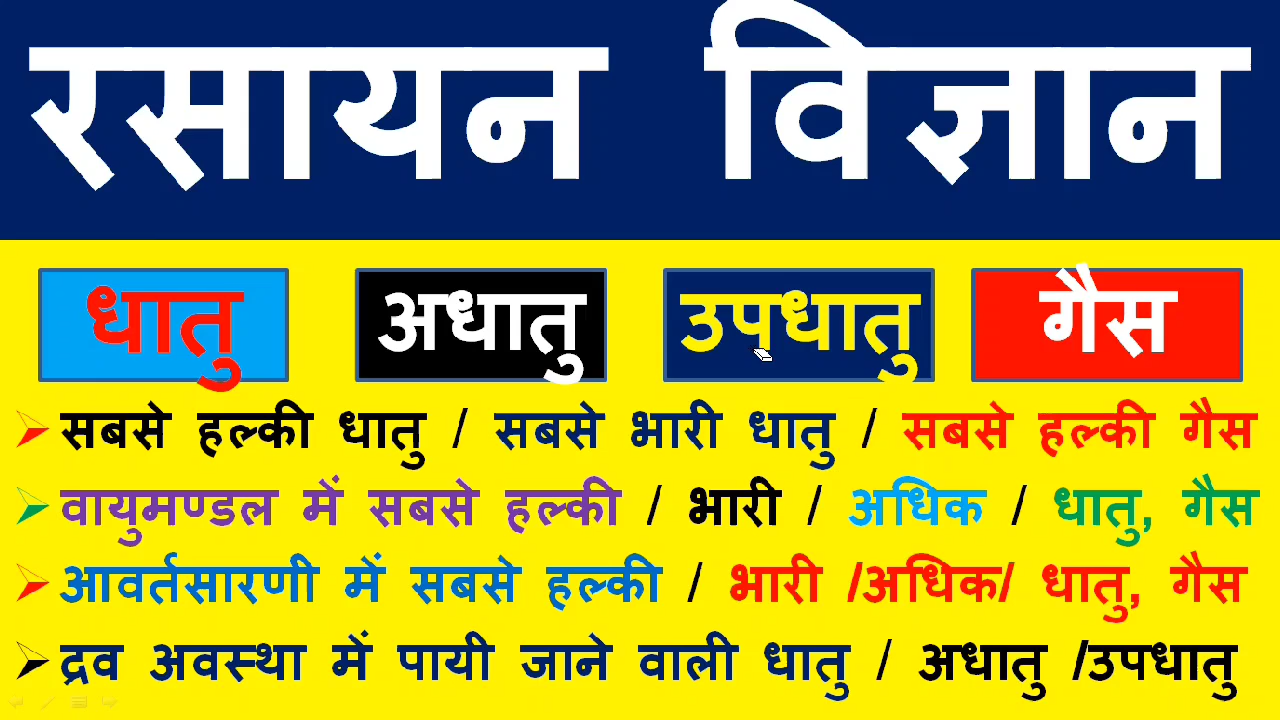 रसायन विज्ञान
धातु अधातु उपधातु गैस
सबसे हल्की धातु / सबसे भारी धातु / सबसे हल्की गैस
वायुमण्डल में सबसे हल्की / भारी / अधिक / धातु, गैस
आवर्तसारणी में सबसे हल्की / भारी /अधिक/ धातु, गैस
द्रव अवस्था में पायी जाने वाली धातु / अधातु /उपधातु